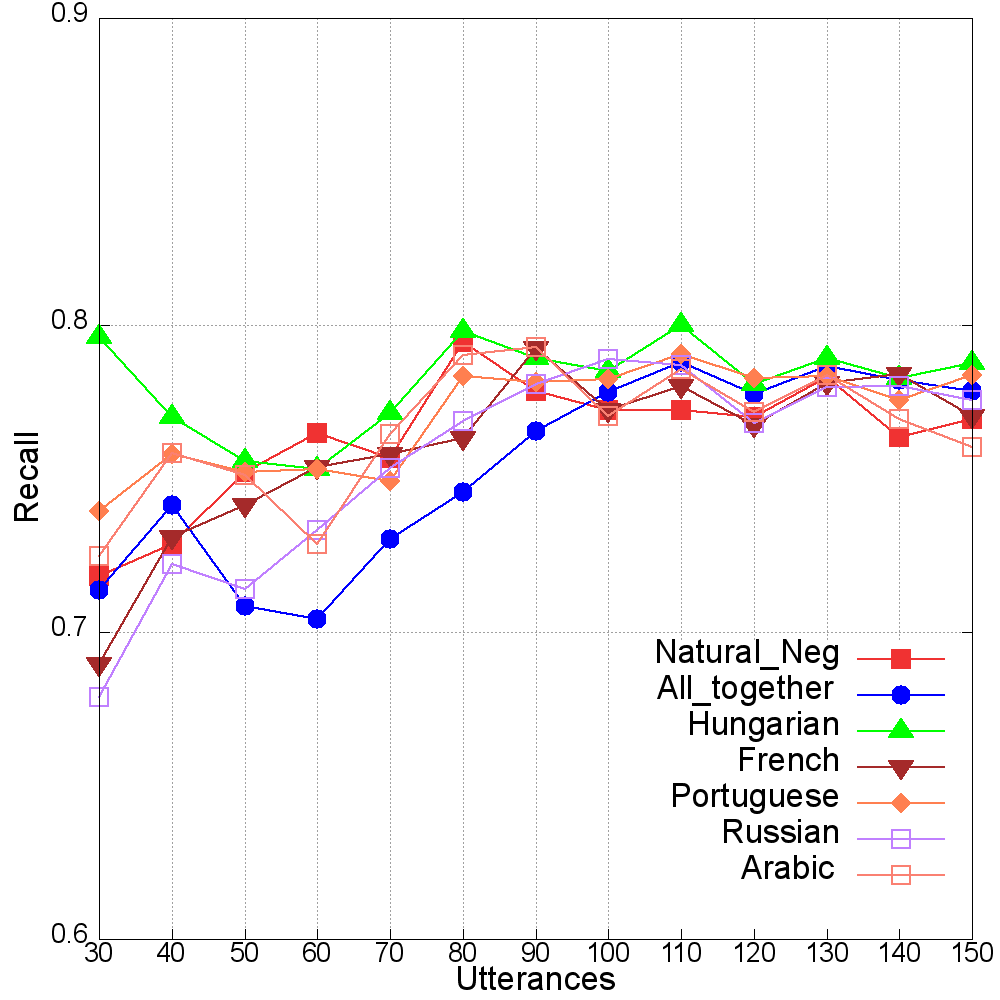 0.9
0.8
0.7
0.6
Recall
30 40 50 60 70 80 90 100 110 120 130 140 150
Utterances
Natural_Neg
All_together
Hungarian
French
Portuguese
Russian
Arabic